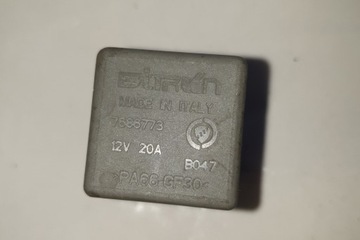 Bitron
MADE IN ITALY
12V 20A
B047
PA66-GF30